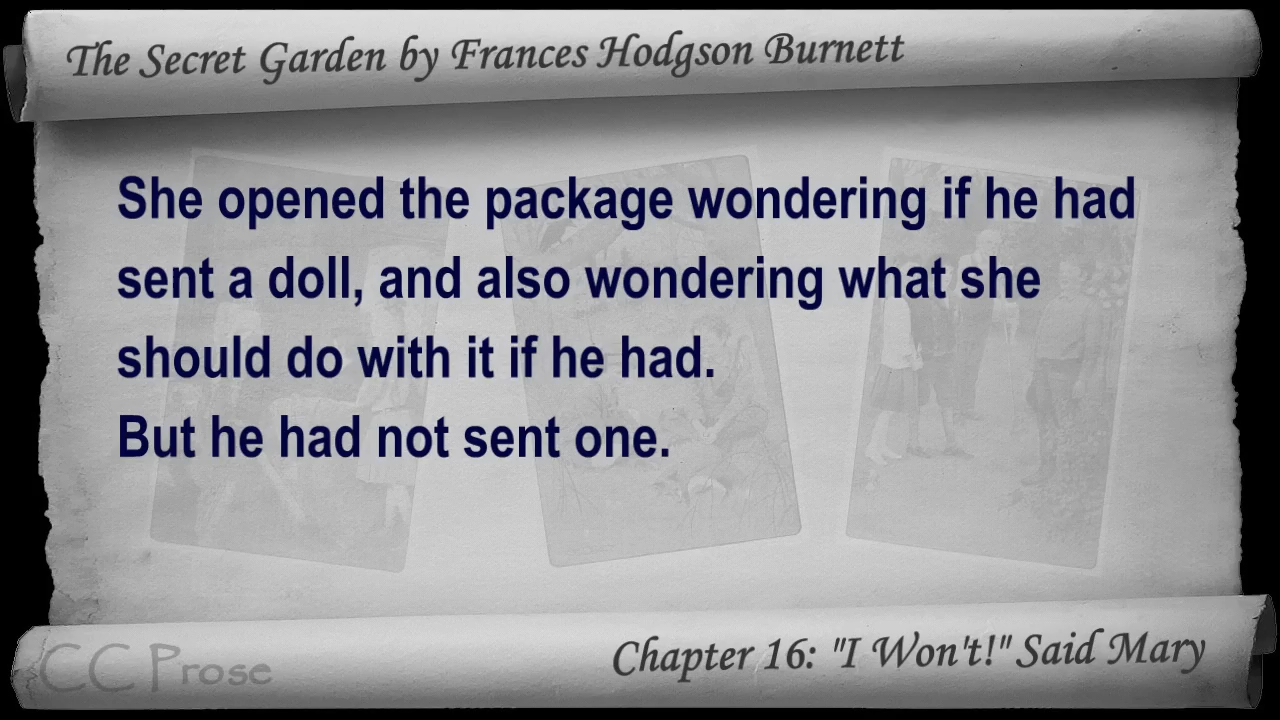 The Secret Garden by Frances Hodgson Burnett
She opened the package wondering if he had
sent a doll, and also wondering what she
should do with it if he had.
But he had not sent one.
CC Prose
Chapter 16: "I Won't!" Said Mary